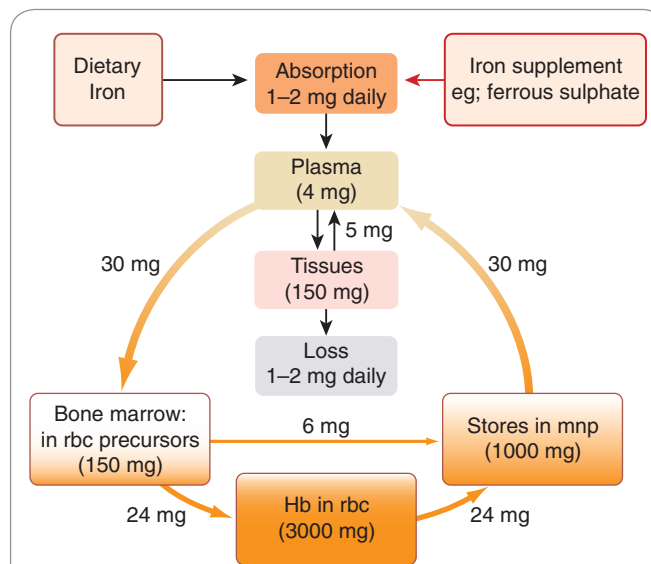 Dietary
Iron
Absorption
1–2 mg daily
Iron supplement
eg; ferrous sulphate
Plasma
(4 mg)
5 mg
30 mg
30 mg
Tissues
(150 mg)
Loss
1–2 mg daily
Bone marrow:
in rbc precursors
(150 mg)
6 mg
Stores in mnp
(1000 mg)
24 mg
Hb in rbc
(3000 mg)
24 mg